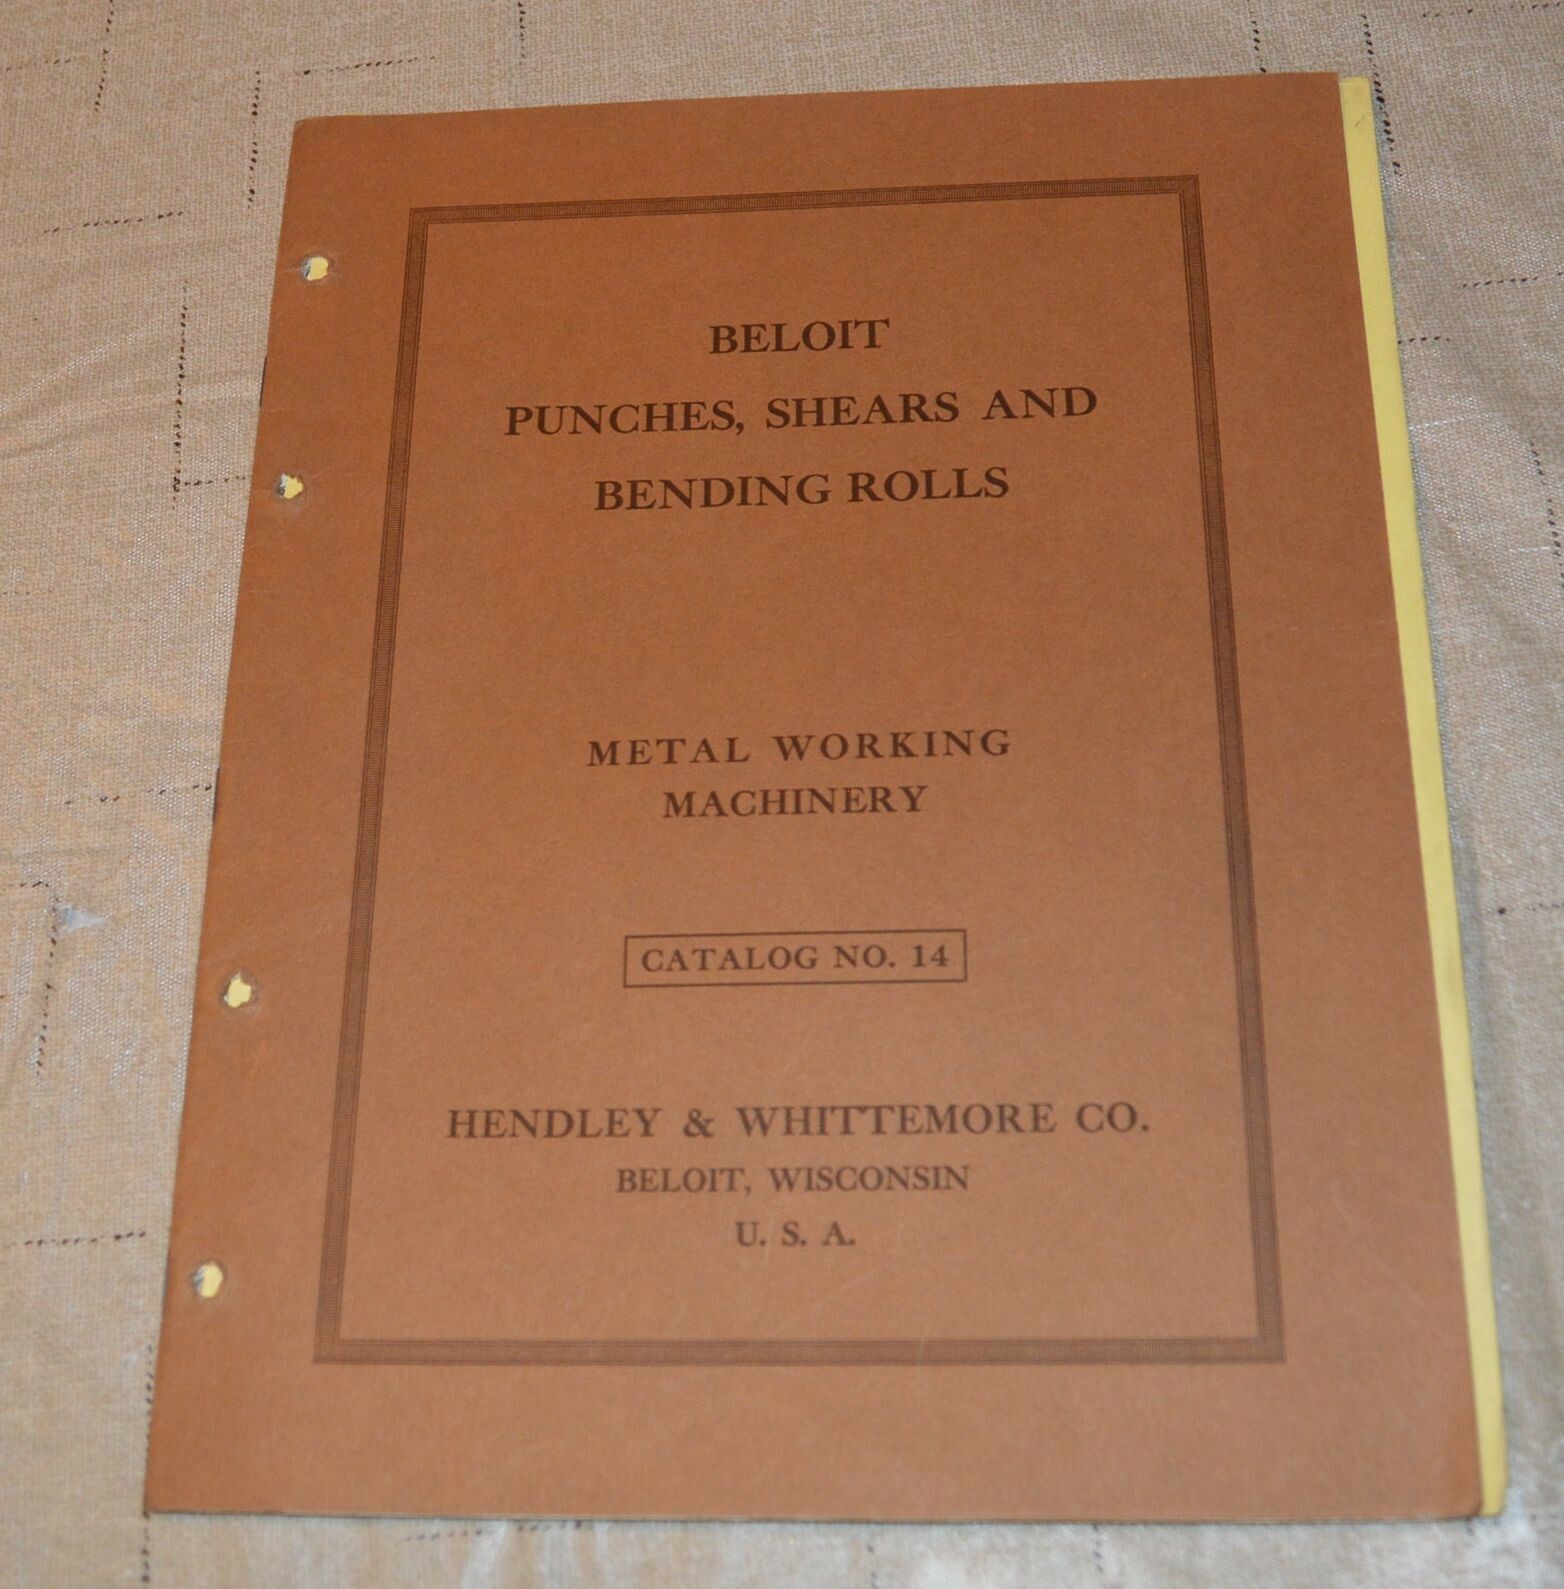 BELOIT
PUNCHES, SHEARS AND
BENDING ROLLS
METAL WORKING
MACHINERY
CATALOG NO. 14
HENDLEY & WHITTEMORE CO.
BELOIT, WISCONSIN
U. S. A.